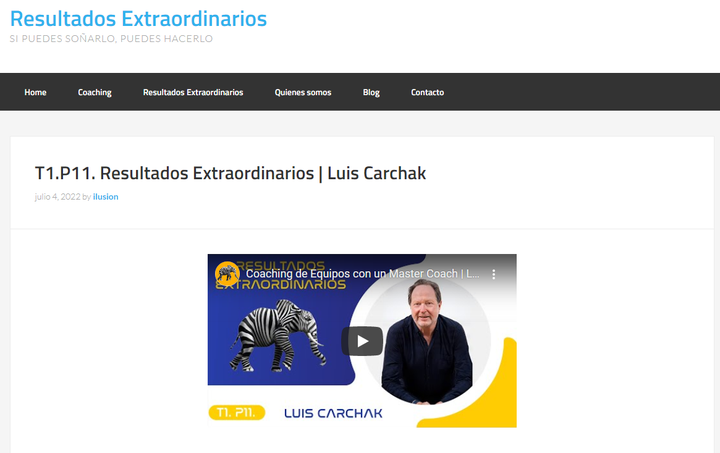 Resultados Extraordinarios
SI PUEDES SOÑARLO, PUEDES HACERLO
Home Coaching Resultados Extraordinarios Quienes somos Blog Contacto
T1.P11. Resultados Extraordinarios | Luis Carchak
julio 4, 2022 by ilusion
RESULTADOS
Coaching de Equipos con un Master Coach | L...
EXTRAORDINARIOS
T1. P11.
LUIS CARCHAK